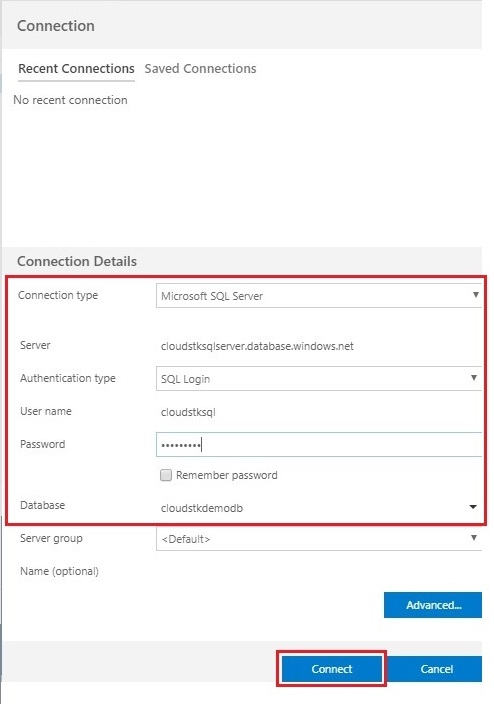 Connection
Recent Connections Saved Connections
No recent connection
Connection Details
Connection type Microsoft SQL Server
Server cloudstksqlserver.database.windows.net
Authentication type SQL Login
User name cloudstksql
Password •••••••••
Remember password
Database cloudstkdemodb
Server group <Default>
Name (optional)
Advanced...
Connect Cancel